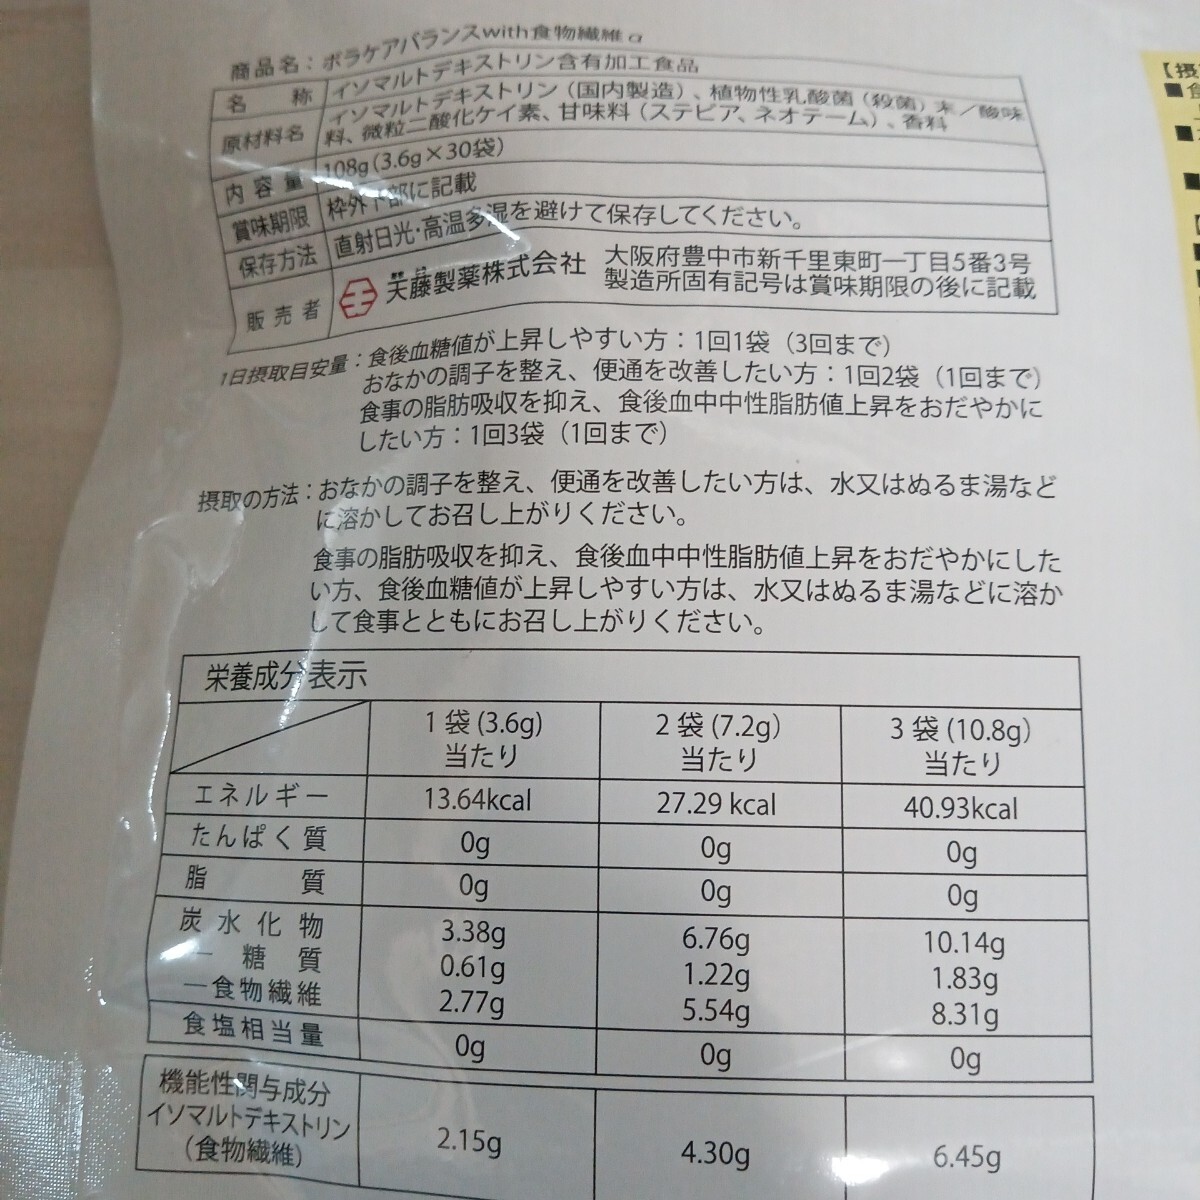 商品名：ポラケアバランスwith食物繊維α
名称 イソマルトデキストリン含有加工食品
原材料名 イソマルトデキストリン（国内製造）、植物性乳酸菌（殺菌）末／酸味
料、微粒二酸化ケイ素、甘味料（ステビア、ネオテーム）、香料
内容量 108g（3.6g×30袋）
賞味期限 枠外下部に記載
保存方法 直射日光・高温多湿を避けて保存してください。
販売者 天藤製薬株式会社 大阪府豊中市新千里東町一丁目5番3号
製造所固有記号は賞味期限の後に記載
1日摂取目安量：食後血糖値が上昇しやすい方：1回1袋（3回まで）
おなかの調子を整え、便通を改善したい方：1回2袋（1回まで）
食事の脂肪吸収を抑え、食後血中中性脂肪値上昇をおだやかに
したい方：1回3袋（1回まで）
摂取の方法：おなかの調子を整え、便通を改善したい方は、水又はぬるま湯など
に溶かしてお召し上がりください。
食事の脂肪吸収を抑え、食後血中中性脂肪値上昇をおだやかにした
い方、食後血糖値が上昇しやすい方は、水又はぬるま湯などに溶か
して食事とともにお召し上がりください。
栄養成分表示
1袋(3.6g) 2袋(7.2g) 3袋(10.8g)
当たり 当たり 当たり
エネルギー 13.64kcal 27.29kcal 40.93kcal
たんぱく質 0g 0g 0g
脂質 0g 0g 0g
炭水化物 3.38g 6.76g 10.14g
－糖質 0.61g 1.22g 1.83g
－食物繊維 2.77g 5.54g 8.31g
食塩相当量 0g 0g 0g
機能性関与成分
イソマルトデキストリン
（食物繊維） 2.15g 4.30g 6.45g
【摂
■食